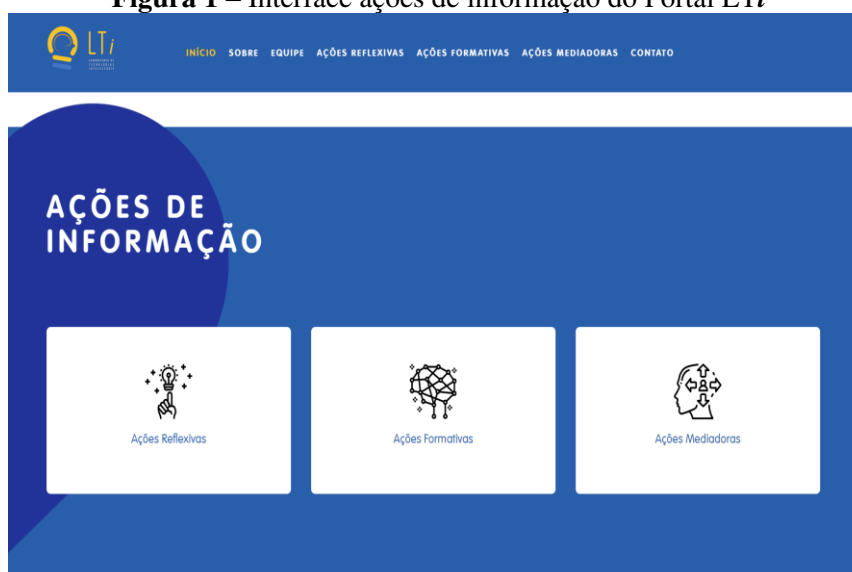 Figura 1 – Interface ações de informação do Portal LTi
LTi
INÍCIO SOBRE EQUIPE AÇÕES REFLEXIVAS AÇÕES FORMATIVAS AÇÕES MEDIADORAS CONTATO
AÇÕES DE
INFORMAÇÃO
Ações Reflexivas
Ações Formativas
Ações Mediadoras